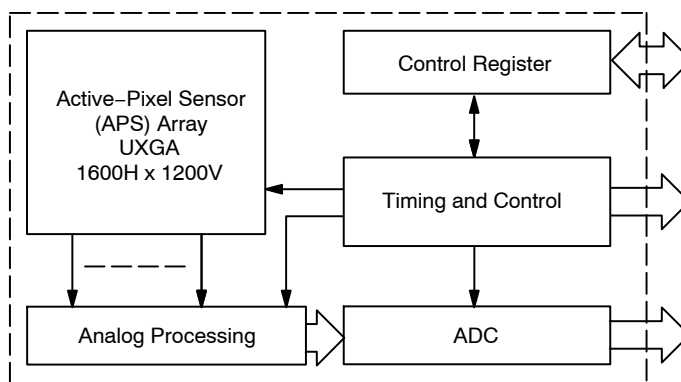 Active−Pixel Sensor
(APS) Array
UXGA
1600H x 1200V
Control Register
Timing and Control
Analog Processing
ADC